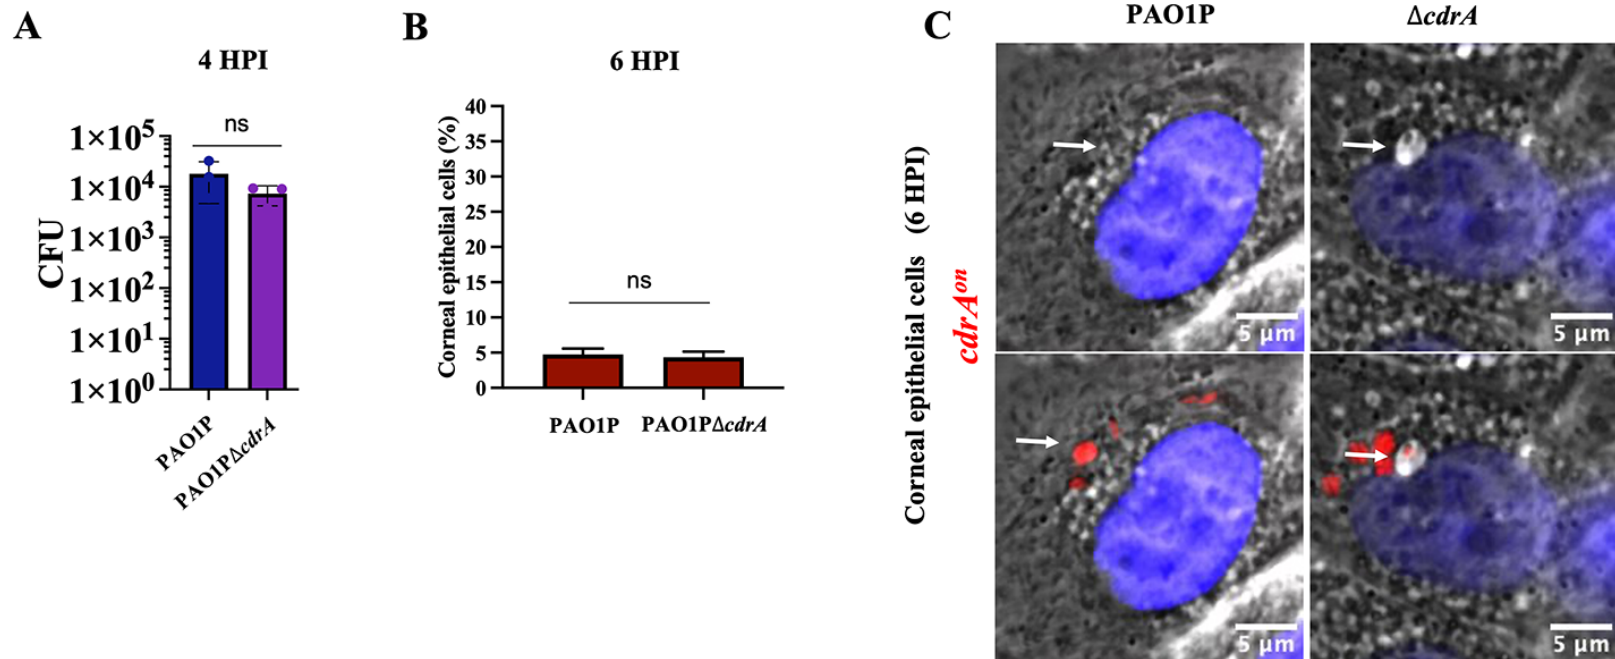 A
4 HPI
ns
1×10⁵
1×10⁴
1×10³
1×10²
1×10¹
1×10⁰
CFU
PAO1P
PAO1PΔcdrA
B
6 HPI
40
35
30
25
20
15
10
5
0
Corneal epithelial cells (%)
ns
PAO1P
PAO1PΔcdrA
C
PAO1P
ΔcdrA
Corneal epithelial cells (6 HPI)
cdrAᵒⁿ
5 μm
5 μm
5 μm
5 μm